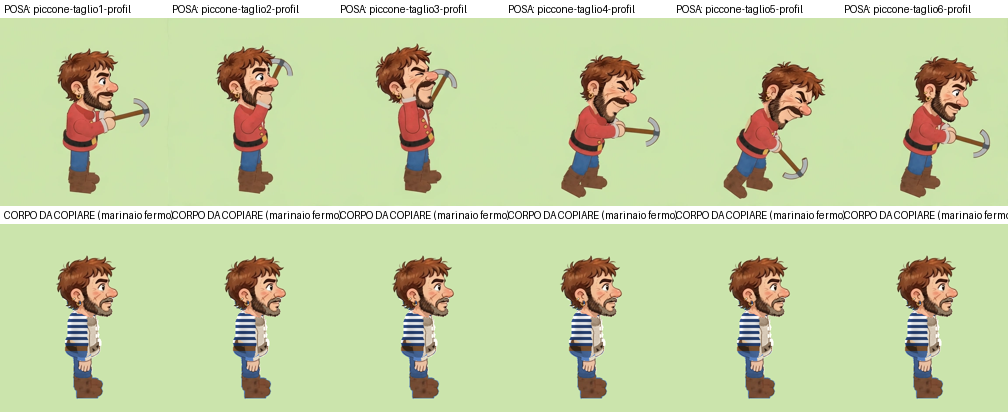 POSA: piccone-taglio1-profil POSA: piccone-taglio2-profil POSA: piccone-taglio3-profil POSA: piccone-taglio4-profil POSA: piccone-taglio5-profil POSA: piccone-taglio6-profil
CORPO DA COPIARE (marinaio fermo) CORPO DA COPIARE (marinaio fermo) CORPO DA COPIARE (marinaio fermo) CORPO DA COPIARE (marinaio fermo) CORPO DA COPIARE (marinaio fermo) CORPO DA COPIARE (marinaio fermo